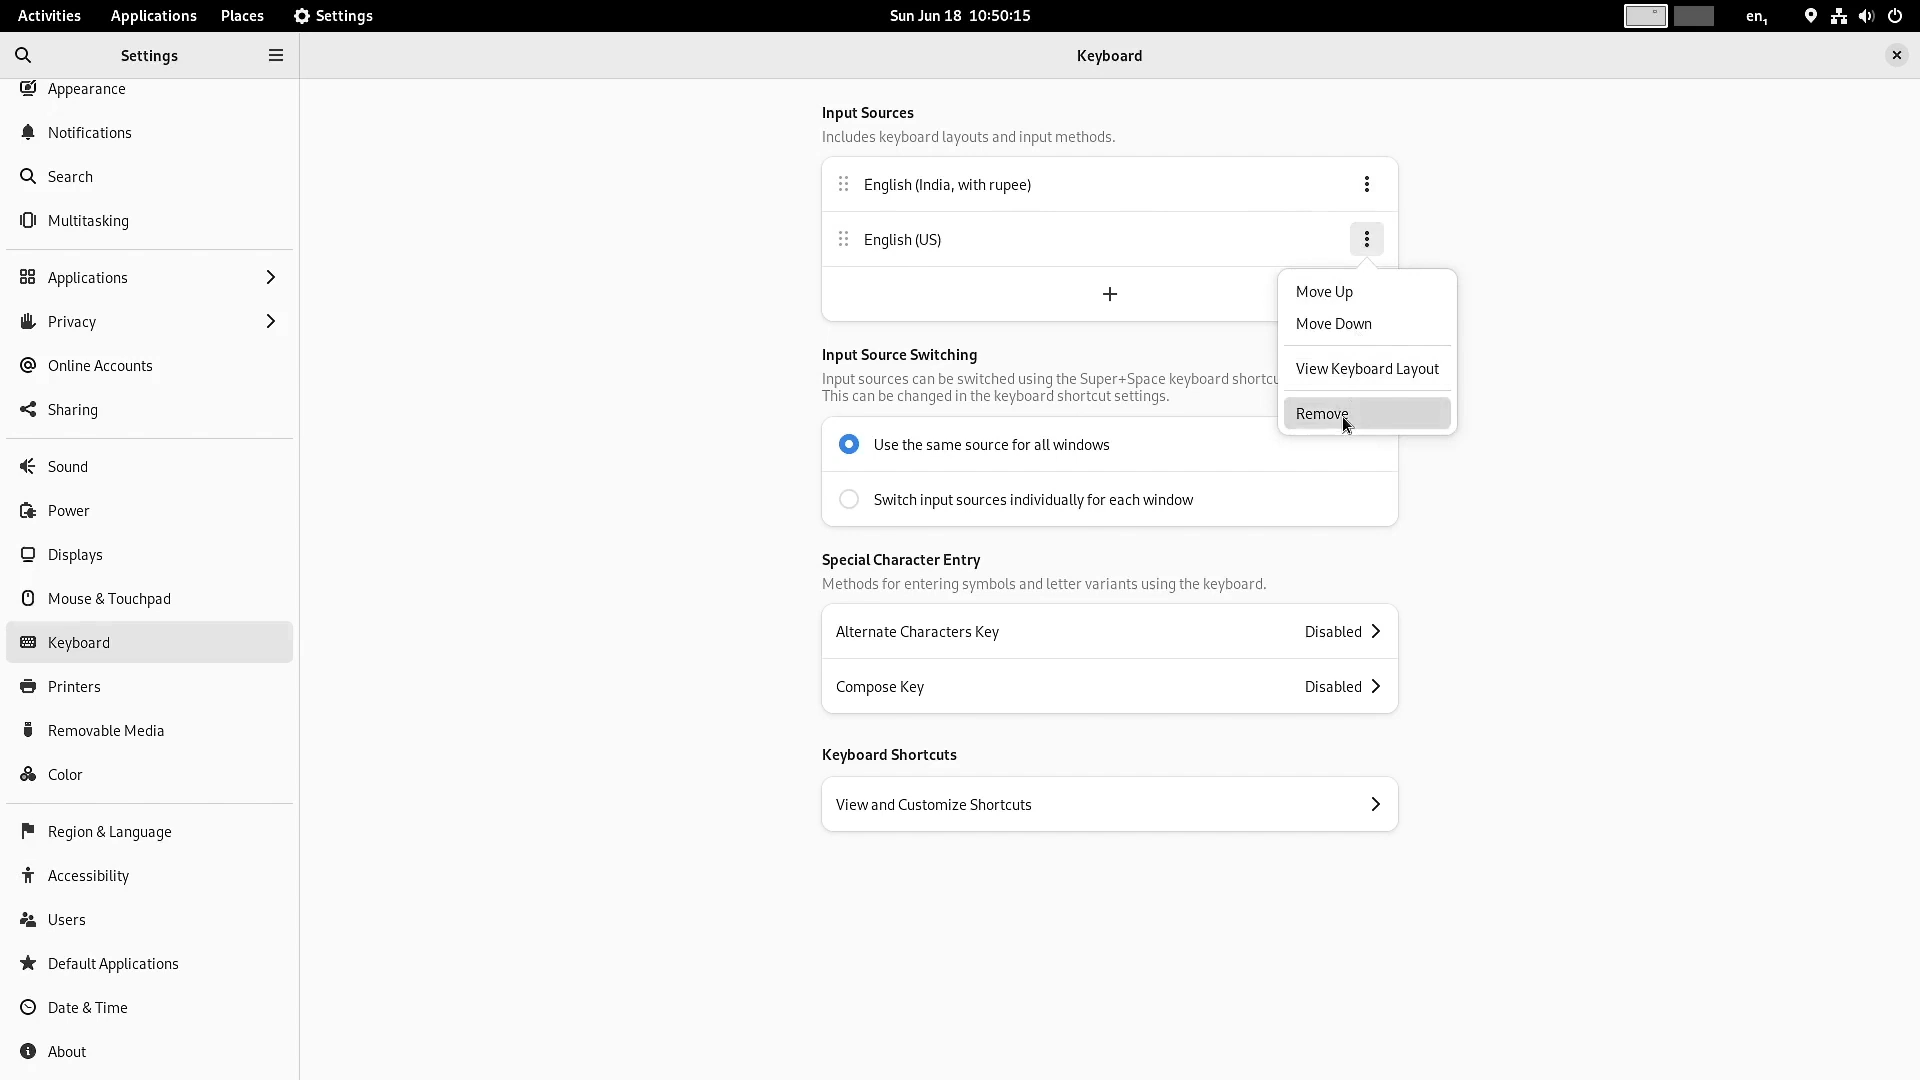 Activities Applications Places Settings Sun Jun 18 10:50:15 en₁
Settings
Keyboard
Appearance
Notifications
Search
Multitasking
Applications
Privacy
Online Accounts
Sharing
Sound
Power
Displays
Mouse & Touchpad
Keyboard
Printers
Removable Media
Color
Region & Language
Accessibility
Users
Default Applications
Date & Time
About
Input Sources
Includes keyboard layouts and input methods.
English (India, with rupee)
English (US)
Move Up
Move Down
View Keyboard Layout
Remove
Input Source Switching
Input sources can be switched using the Super+Space keyboard
This can be changed in the keyboard shortcut settings.
Use the same source for all windows
Switch input sources individually for each window
Special Character Entry
Methods for entering symbols and letter variants using the keyboard.
Alternate Characters Key Disabled
Compose Key Disabled
Keyboard Shortcuts
View and Customize Shortcuts